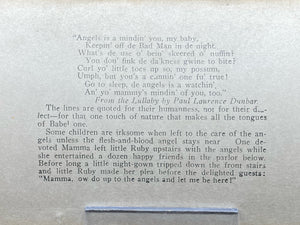 "Angels is a mindin' you, my baby,
Keepin' off de Bad Man in de night.
What's de use o' bein' skeered o' nuffin?
You don' fink de da'kness gwine to bite?
Curl yo' little toes up so, my possum,
Umph, but you's a cunnin' one fu' true!
Go to sleep, de angels is a watchin',
An' yo' mammy's mindin' of you, too."
From the Lullaby by Paul Laurence Dunbar.
The lines are quoted for their humanness, not for their d-
lect—for that one touch of nature that makes all the tongues
of Babel one.
Some children are irksome when left to the care of the an-
gels unless the flesh-and-blood angel stays near. One de-
voted Mamma left little Ruby upstairs with the angels while
she entertained a dozen happy friends in the parlor below.
Before long a little night-gown tripped down the front stairs
and little Ruby made her plea before the delighted guests:
"Mamma, ow do up to the angels and let me be here!"